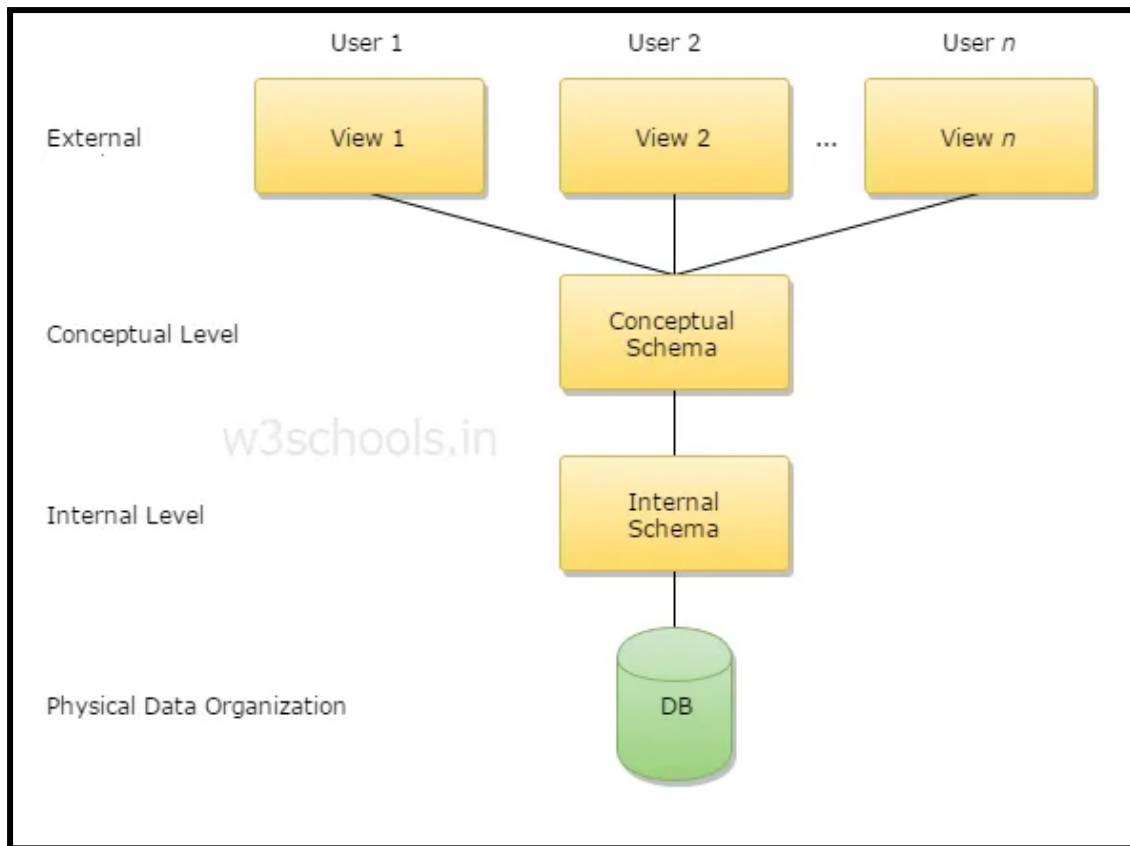 User 1 User 2 User n
External View 1 View 2 ... View n
Conceptual Level
Conceptual
Schema
w3schools.in
Internal Level
Internal
Schema
Physical Data Organization DB